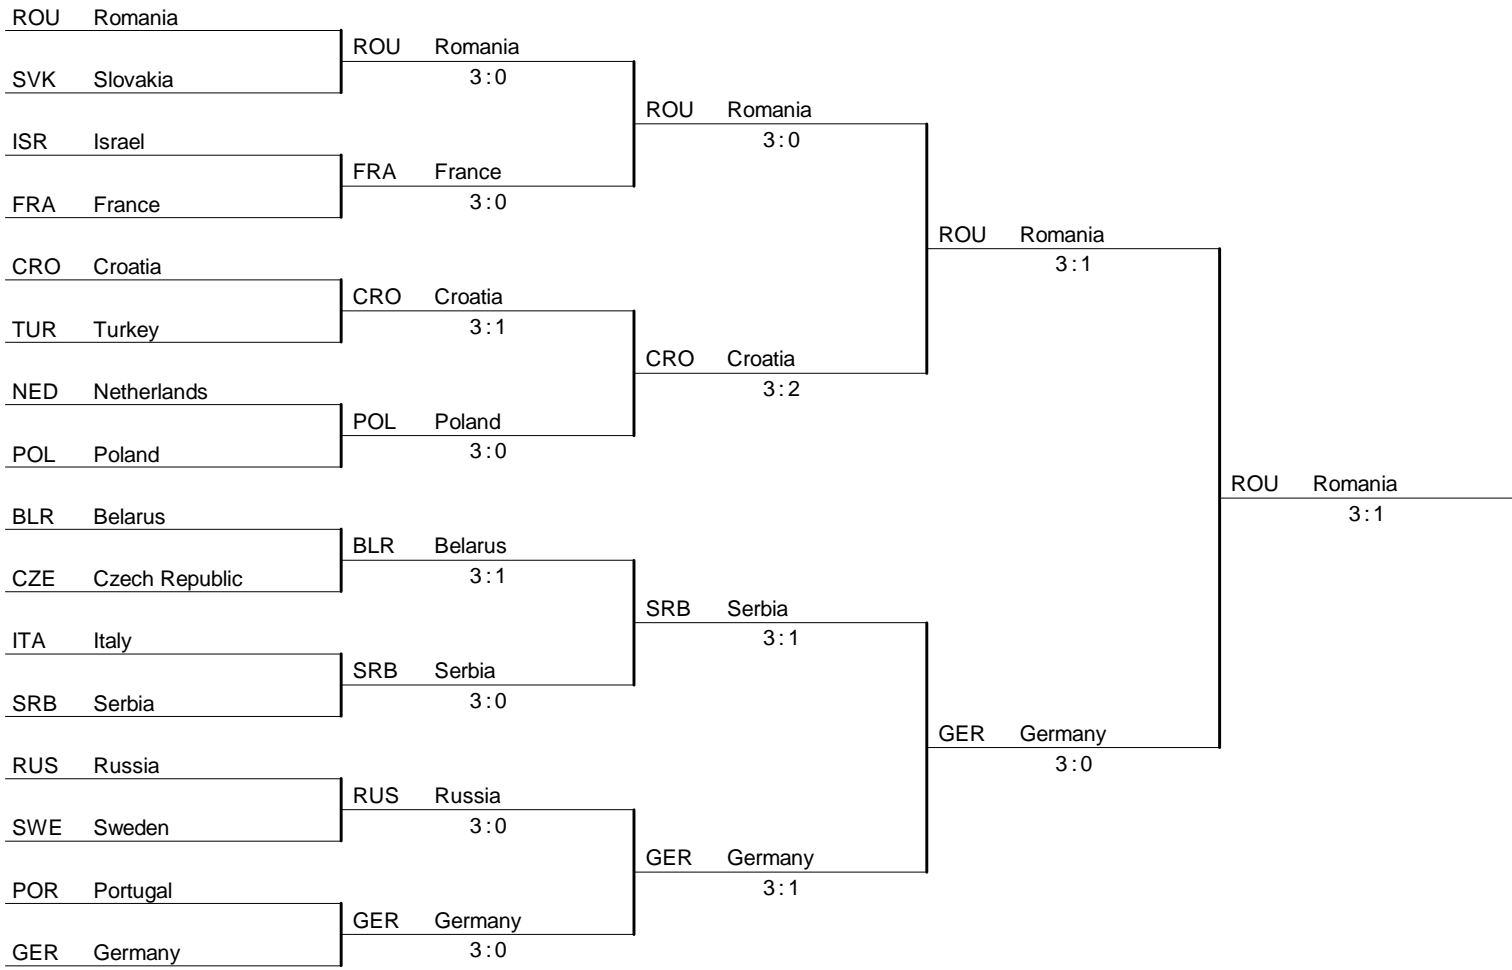 ROU Romania
SVK Slovakia
ISR Israel
FRA France
CRO Croatia
TUR Turkey
NED Netherlands
POL Poland
BLR Belarus
CZE Czech Republic
ITA Italy
SRB Serbia
RUS Russia
SWE Sweden
POR Portugal
GER Germany
ROU Romania
3:0
FRA France
3:0
CRO Croatia
3:1
POL Poland
3:0
BLR Belarus
3:1
SRB Serbia
3:0
RUS Russia
3:0
GER Germany
3:0
ROU Romania
3:0
CRO Croatia
3:2
SRB Serbia
3:1
GER Germany
3:1
ROU Romania
3:1
GER Germany
3:0
ROU Romania
3:1